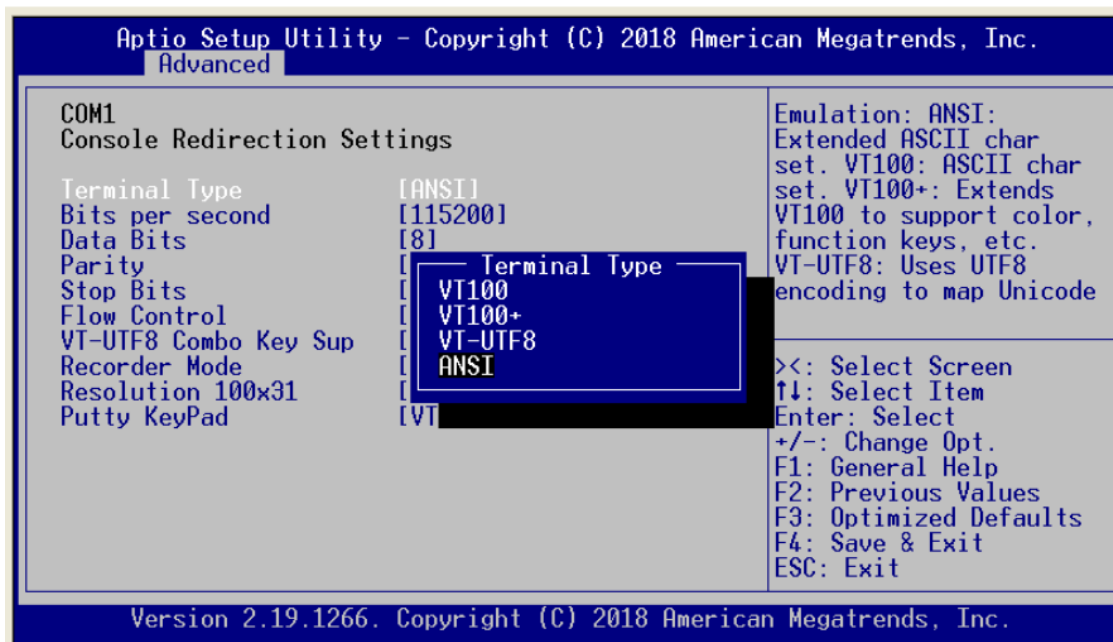 Aptio Setup Utility – Copyright (C) 2018 American Megatrends, Inc.
Advanced
COM1
Console Redirection Settings
Terminal Type [ANSI]
Bits per second [115200]
Data Bits [8]
Parity [
Stop Bits [
Flow Control [
VT-UTF8 Combo Key Sup [
Recorder Mode [
Resolution 100x31 [
Putty KeyPad [VT
Terminal Type
VT100
VT100+
VT-UTF8
ANSI
Emulation: ANSI:
Extended ASCII char
set. VT100: ASCII char
set. VT100+: Extends
VT100 to support color,
function keys, etc.
VT-UTF8: Uses UTF8
encoding to map Unicode
><: Select Screen
↑↓: Select Item
Enter: Select
+/-: Change Opt.
F1: General Help
F2: Previous Values
F3: Optimized Defaults
F4: Save & Exit
ESC: Exit
Version 2.19.1266. Copyright (C) 2018 American Megatrends, Inc.